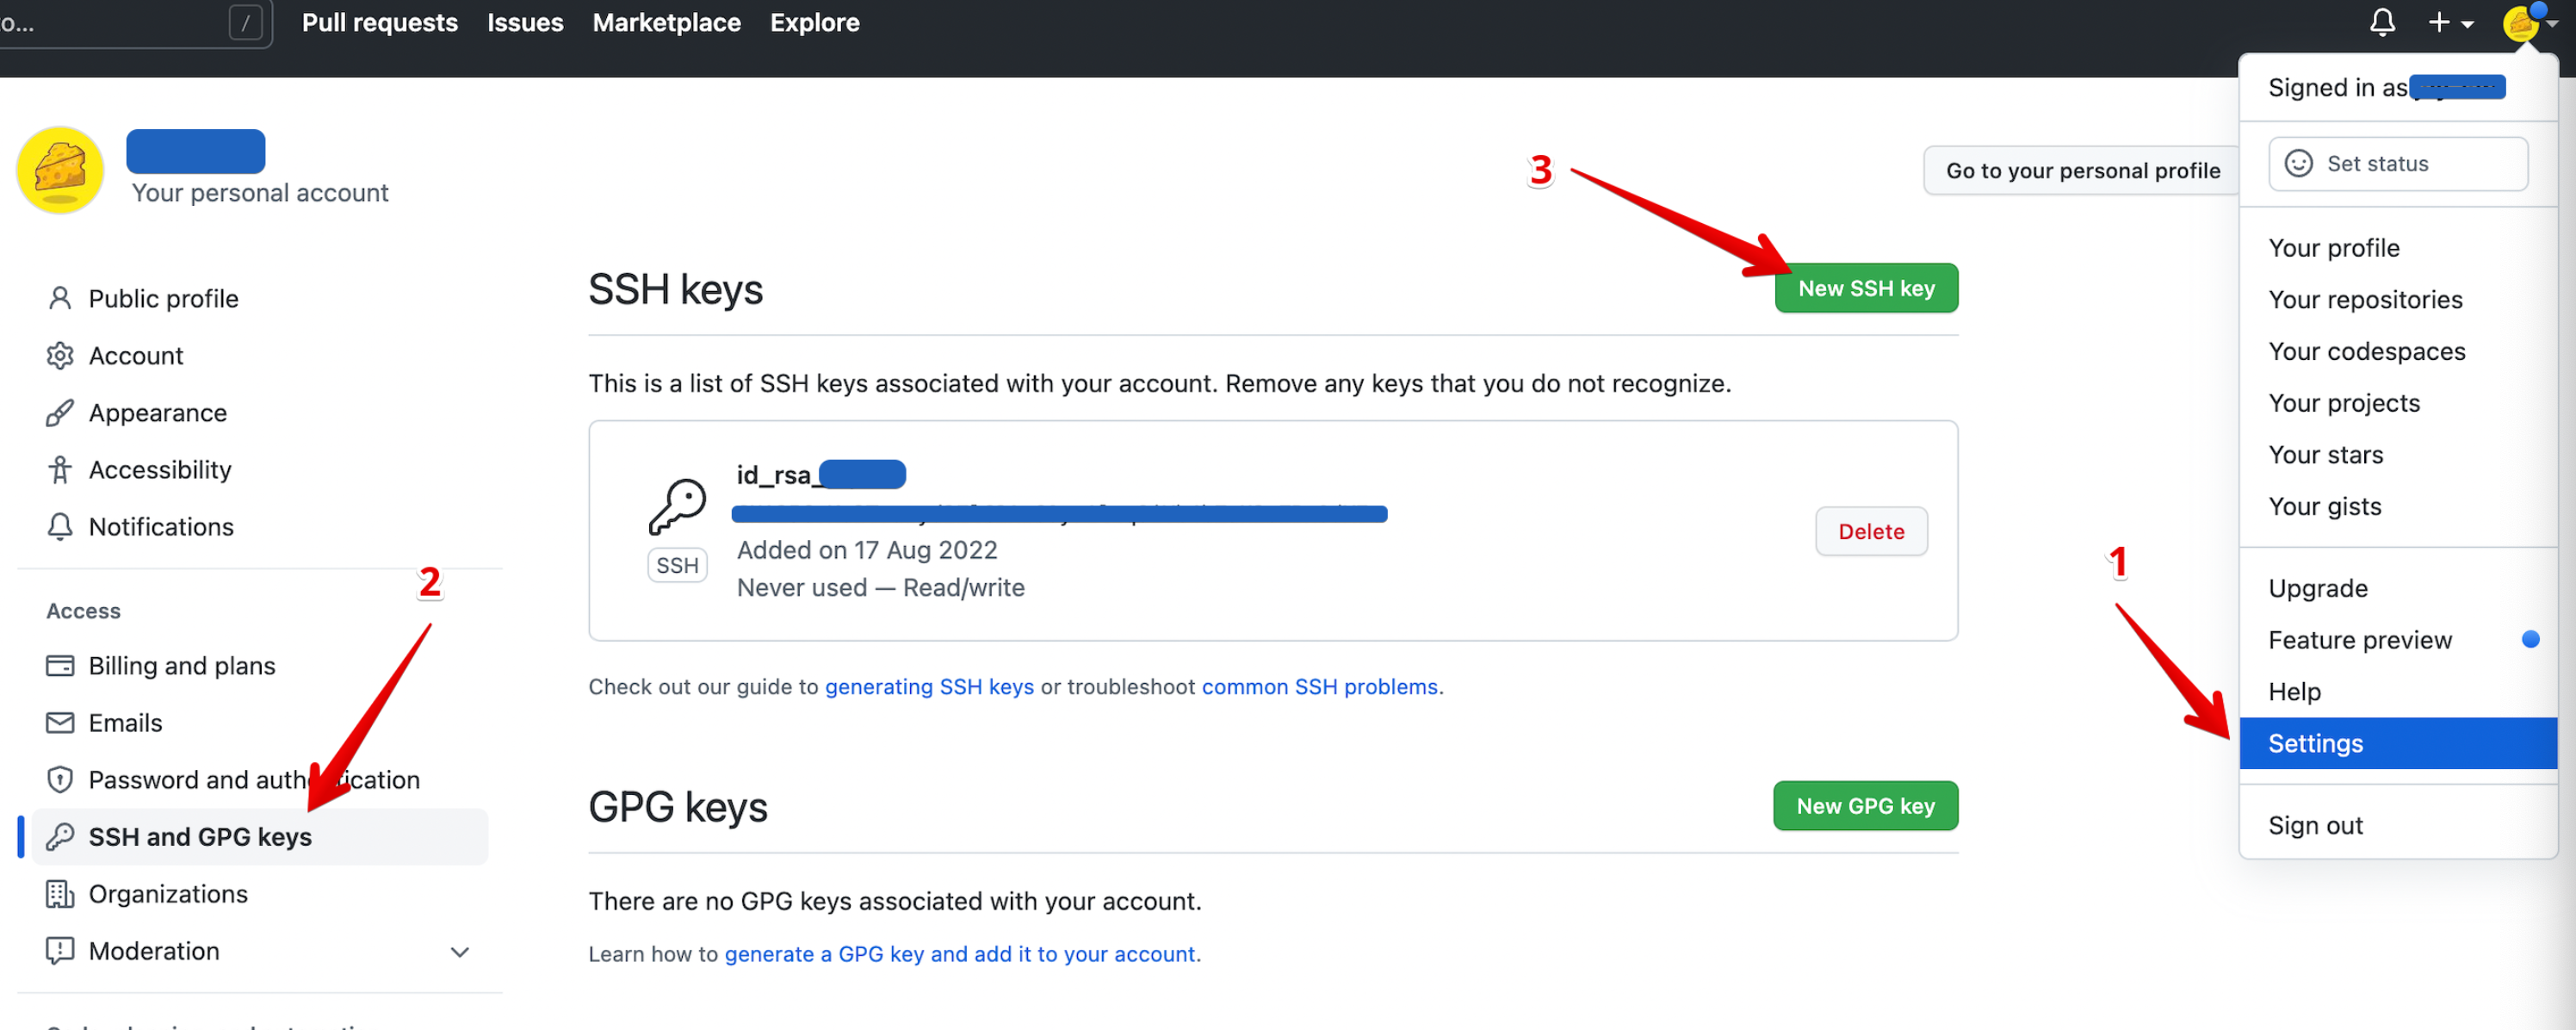 o...
/
Pull requests
Issues
Marketplace
Explore
Your personal account
Public profile
Account
Appearance
Accessibility
Notifications
Access
Billing and plans
Emails
Password and auth ication
SSH and GPG keys
Organizations
Moderation
2
3
Go to your personal profile
SSH keys
New SSH key
This is a list of SSH keys associated with your account. Remove any keys that you do not recognize.
id_rsa_
SSH
Added on 17 Aug 2022
Never used — Read/write
Delete
Check out our guide to generating SSH keys or troubleshoot common SSH problems.
GPG keys
New GPG key
There are no GPG keys associated with your account.
Learn how to generate a GPG key and add it to your account.
1
Signed in as
Set status
Your profile
Your repositories
Your codespaces
Your projects
Your stars
Your gists
Upgrade
Feature preview
Help
Settings
Sign out